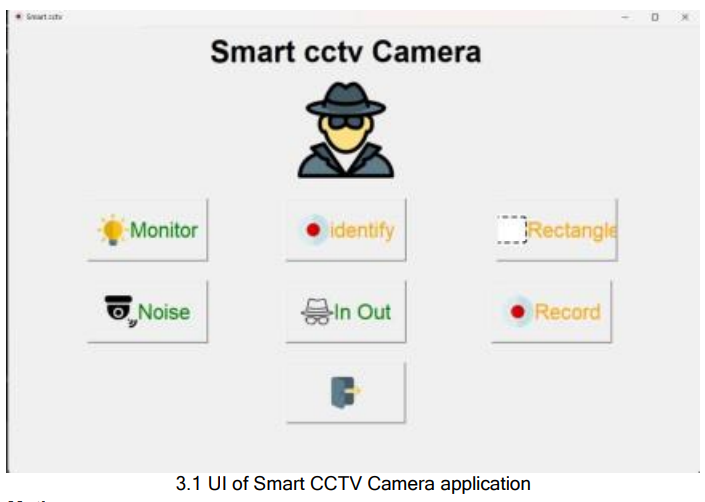 Smart cctv
Smart cctv Camera
Monitor
identify
Rectangle
Noise
In Out
Record
3.1 UI of Smart CCTV Camera application